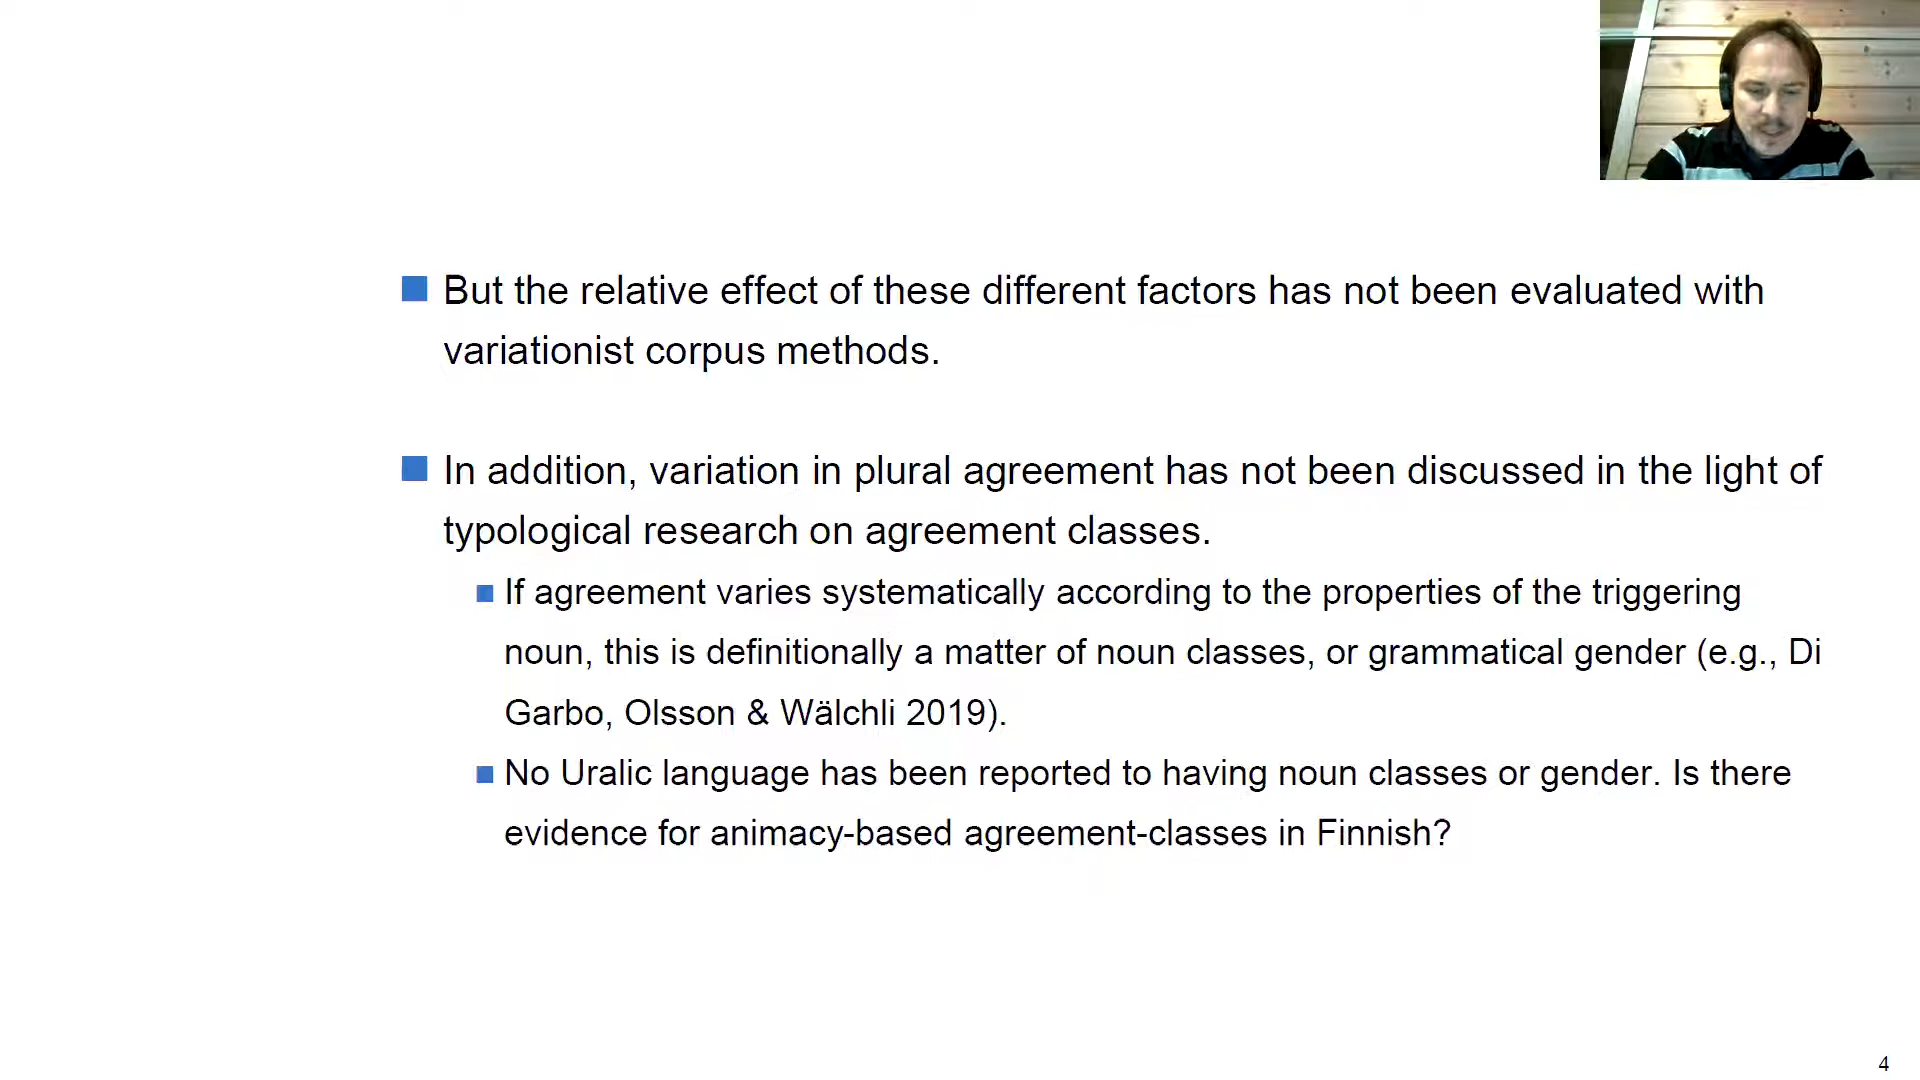 But the relative effect of these different factors has not been evaluated with
variationist corpus methods.
In addition, variation in plural agreement has not been discussed in the light of
typological research on agreement classes.
If agreement varies systematically according to the properties of the triggering
noun, this is definitionally a matter of noun classes, or grammatical gender (e.g., Di
Garbo, Olsson & Wälchli 2019).
No Uralic language has been reported to having noun classes or gender. Is there
evidence for animacy-based agreement-classes in Finnish?
4